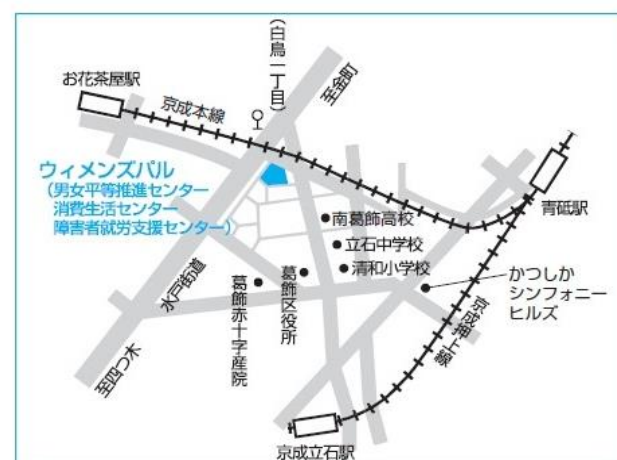 (白鳥一丁目)
至金町
お花茶屋駅
京成本線
ウィメンズパル
(男女平等推進センター
消費生活センター
障害者就労支援センター)
青砥駅
南葛飾高校
立石中学校
清和小学校
かつしか
シンフォニー
ヒルズ
水戸街道
葛飾赤十字産院
葛飾区役所
京成押上線
至四つ木
京成立石駅